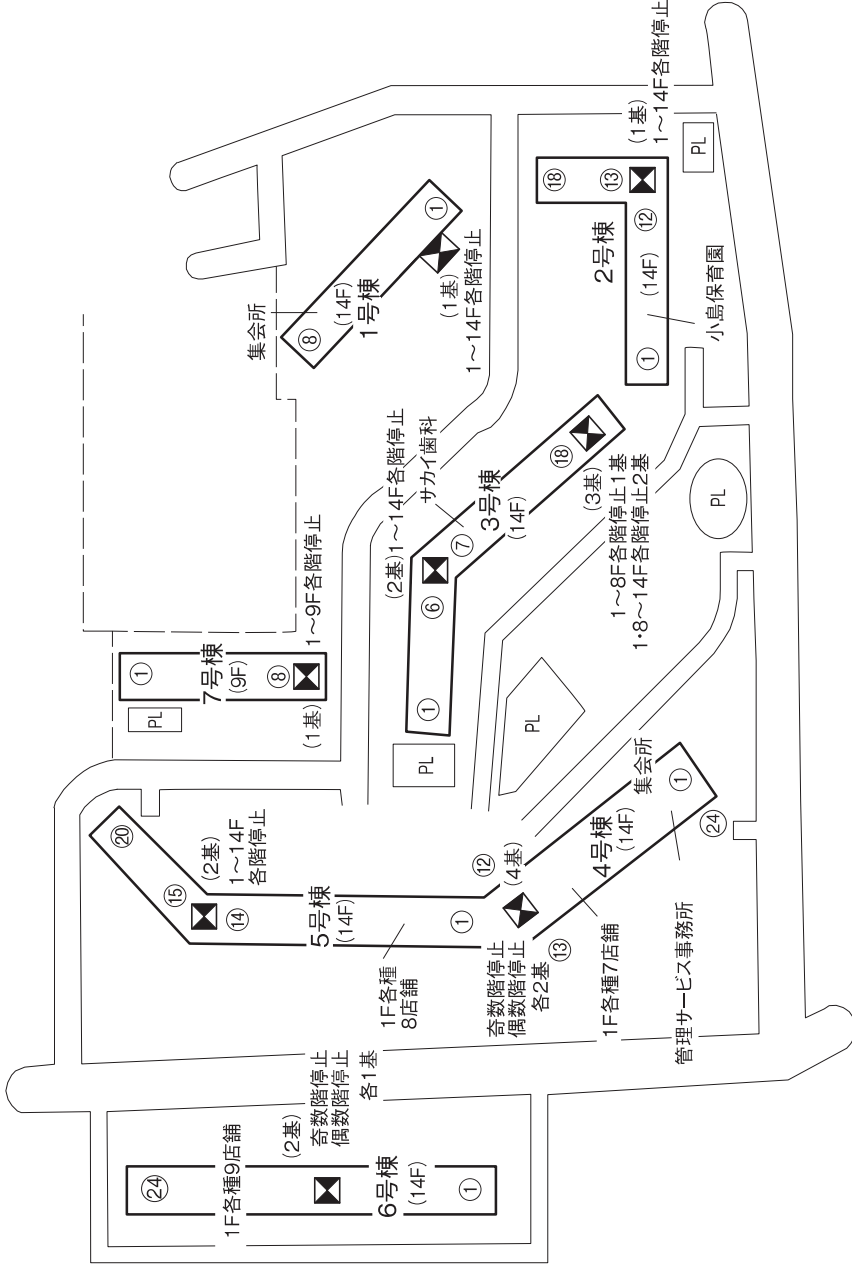 集会所
⑧
(14F)
1号棟
①
(1基)
1〜14F各階停止
⑱
⑬
(1基)
1〜14F各階停止
⑫
2号棟
(14F)
①
小島保育園
PL
1〜9F各階停止
①
7号棟
(9F)
⑧
(1基)
PL
(2基)1〜14F各階停止
サカイ歯科
3号棟
(14F)
⑦
⑥
①
⑱
(3基)
1〜8F各階停止1基
1・8〜14F各階停止2基
PL
PL
PL
⑳
⑮
⑭
(2基)
1〜14F
各階停止
5号棟
(14F)
①
1F各種
8店舗
⑫
(4基)
⑬
奇数階停止
偶数階停止
各2基
4号棟
(14F)
①
㉔
集会所
1F各種7店舗
管理サービス事務所
㉔
1F各種9店舗
(2基)
奇数階停止
偶数階停止
各1基
6号棟
(14F)
①